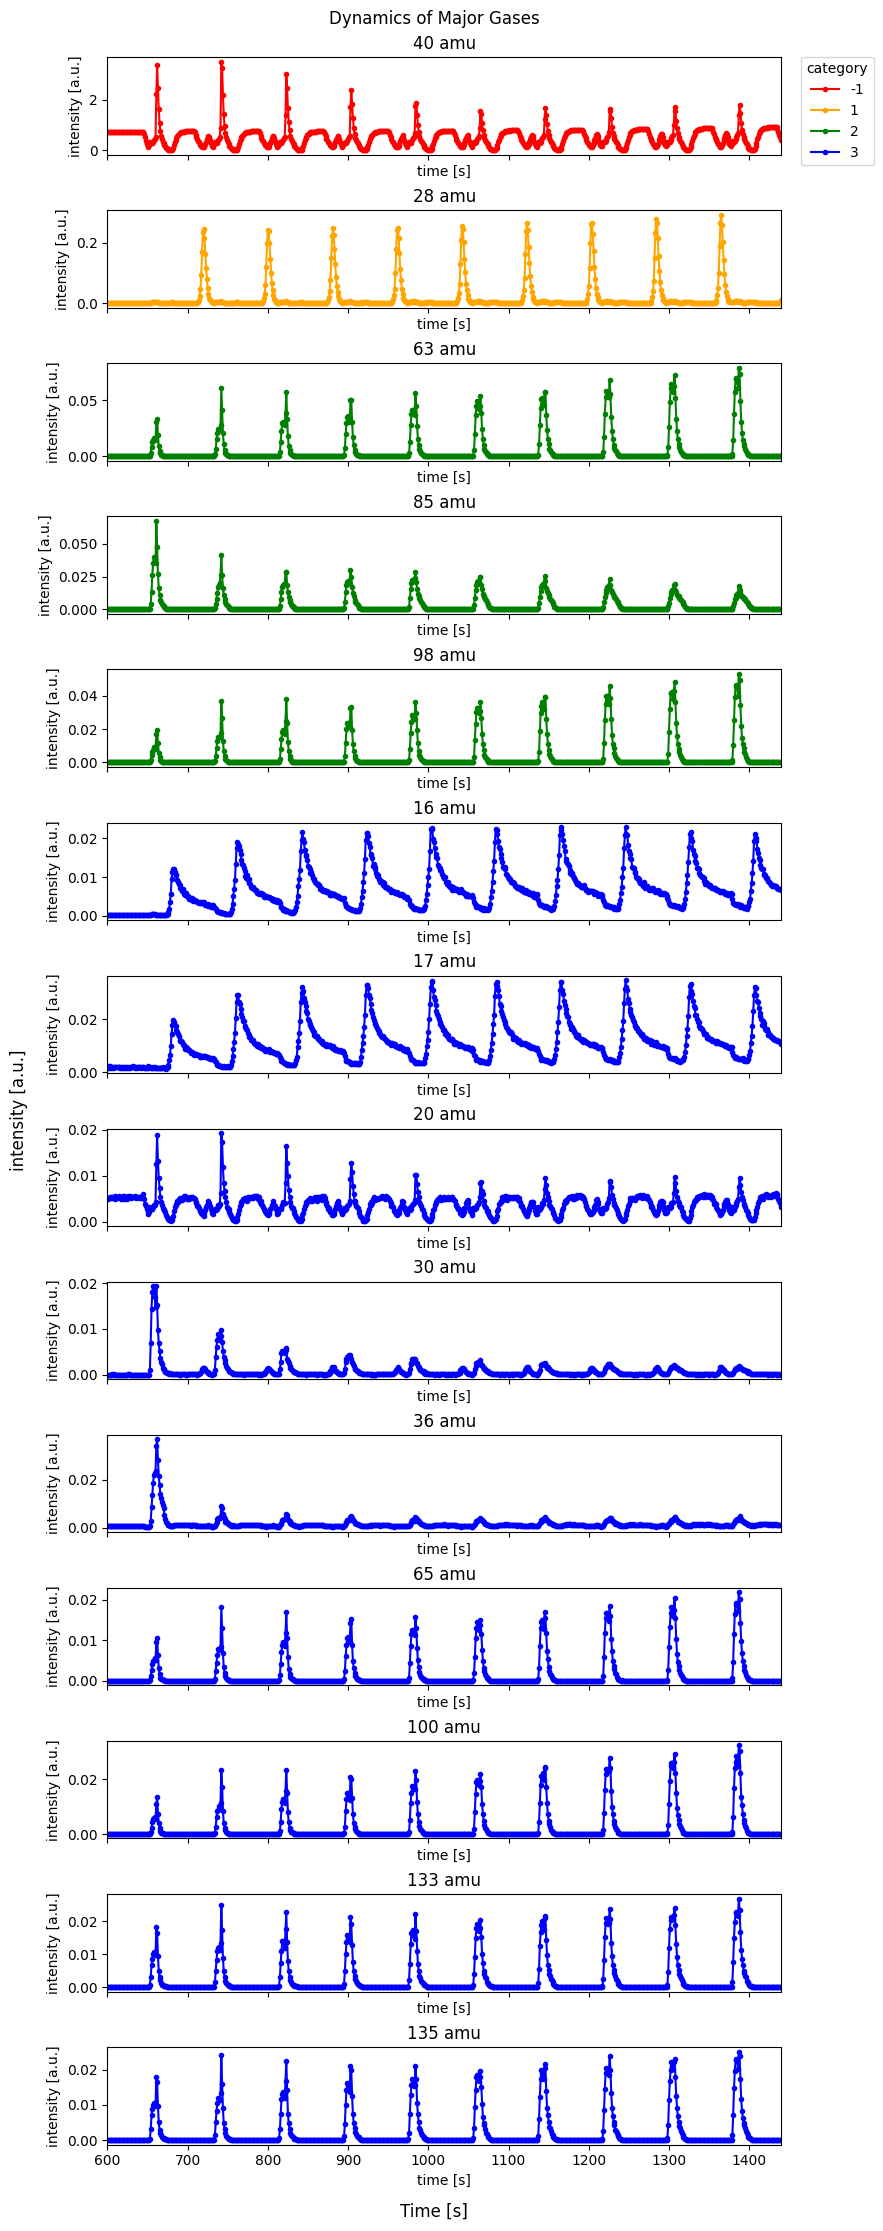 Dynamics of Major Gases
40 amu
category
-1
1
2
3
intensity [a.u.]
2
0
time [s]
28 amu
intensity [a.u.]
0.2
0.0
time [s]
63 amu
intensity [a.u.]
0.05
0.00
time [s]
85 amu
intensity [a.u.]
0.050
0.025
0.000
time [s]
98 amu
intensity [a.u.]
0.04
0.02
0.00
time [s]
16 amu
intensity [a.u.]
0.02
0.01
0.00
time [s]
17 amu
intensity [a.u.]
0.02
0.00
time [s]
intensity [a.u.]
20 amu
intensity [a.u.]
0.02
0.01
0.00
time [s]
30 amu
intensity [a.u.]
0.02
0.01
0.00
time [s]
36 amu
intensity [a.u.]
0.02
0.00
time [s]
65 amu
intensity [a.u.]
0.02
0.01
0.00
time [s]
100 amu
intensity [a.u.]
0.02
0.00
time [s]
133 amu
intensity [a.u.]
0.02
0.01
0.00
time [s]
135 amu
intensity [a.u.]
0.02
0.01
0.00
600 700 800 900 1000 1100 1200 1300 1400
time [s]
Time [s]